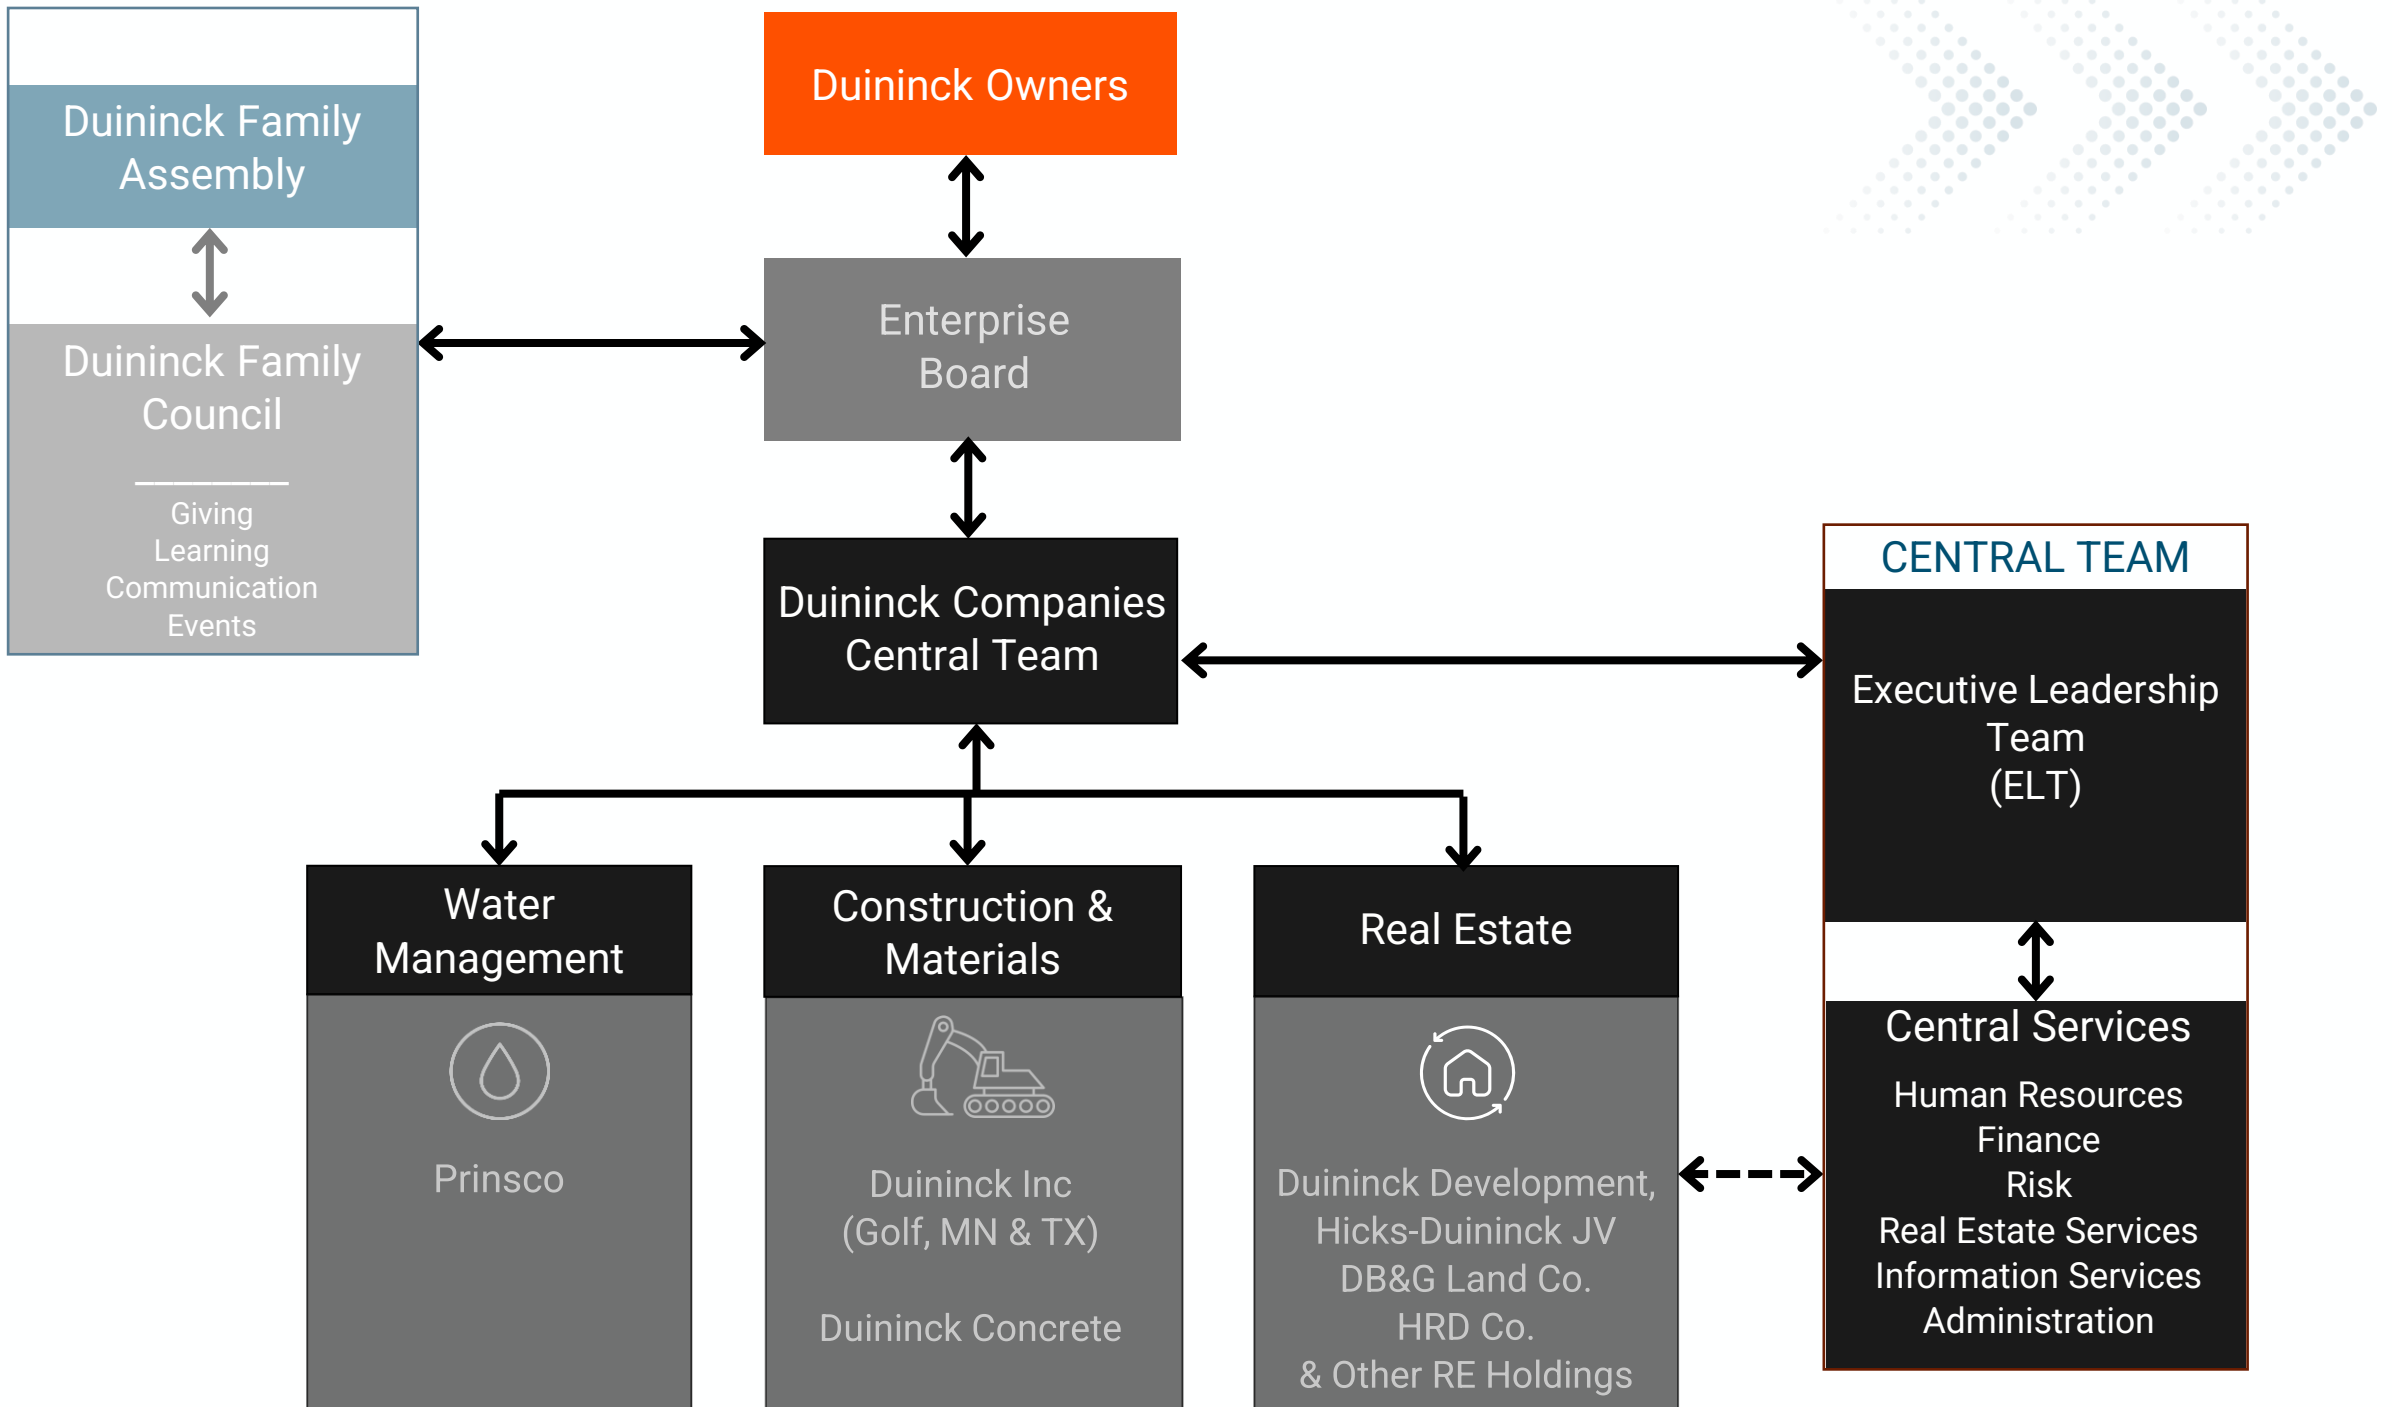 Duininck Family
Assembly
Duininck Family
Council
________
Giving
Learning
Communication
Events
Duininck Owners
Enterprise
Board
Duininck Companies
Central Team
CENTRAL TEAM
Executive Leadership
Team
(ELT)
Central Services
Human Resources
Finance
Risk
Real Estate Services
Information Services
Administration
Water
Management
Prinsco
Construction &
Materials
Duininck Inc
(Golf, MN & TX)
Duininck Concrete
Real Estate
Duininck Development,
Hicks-Duininck JV
DB&G Land Co.
HRD Co.
& Other RE Holdings